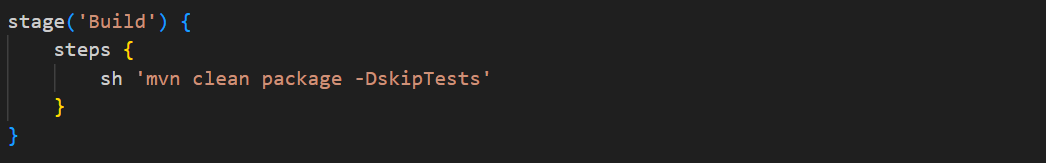 stage('Build') {
    steps {
        sh 'mvn clean package -DskipTests'
    }
}